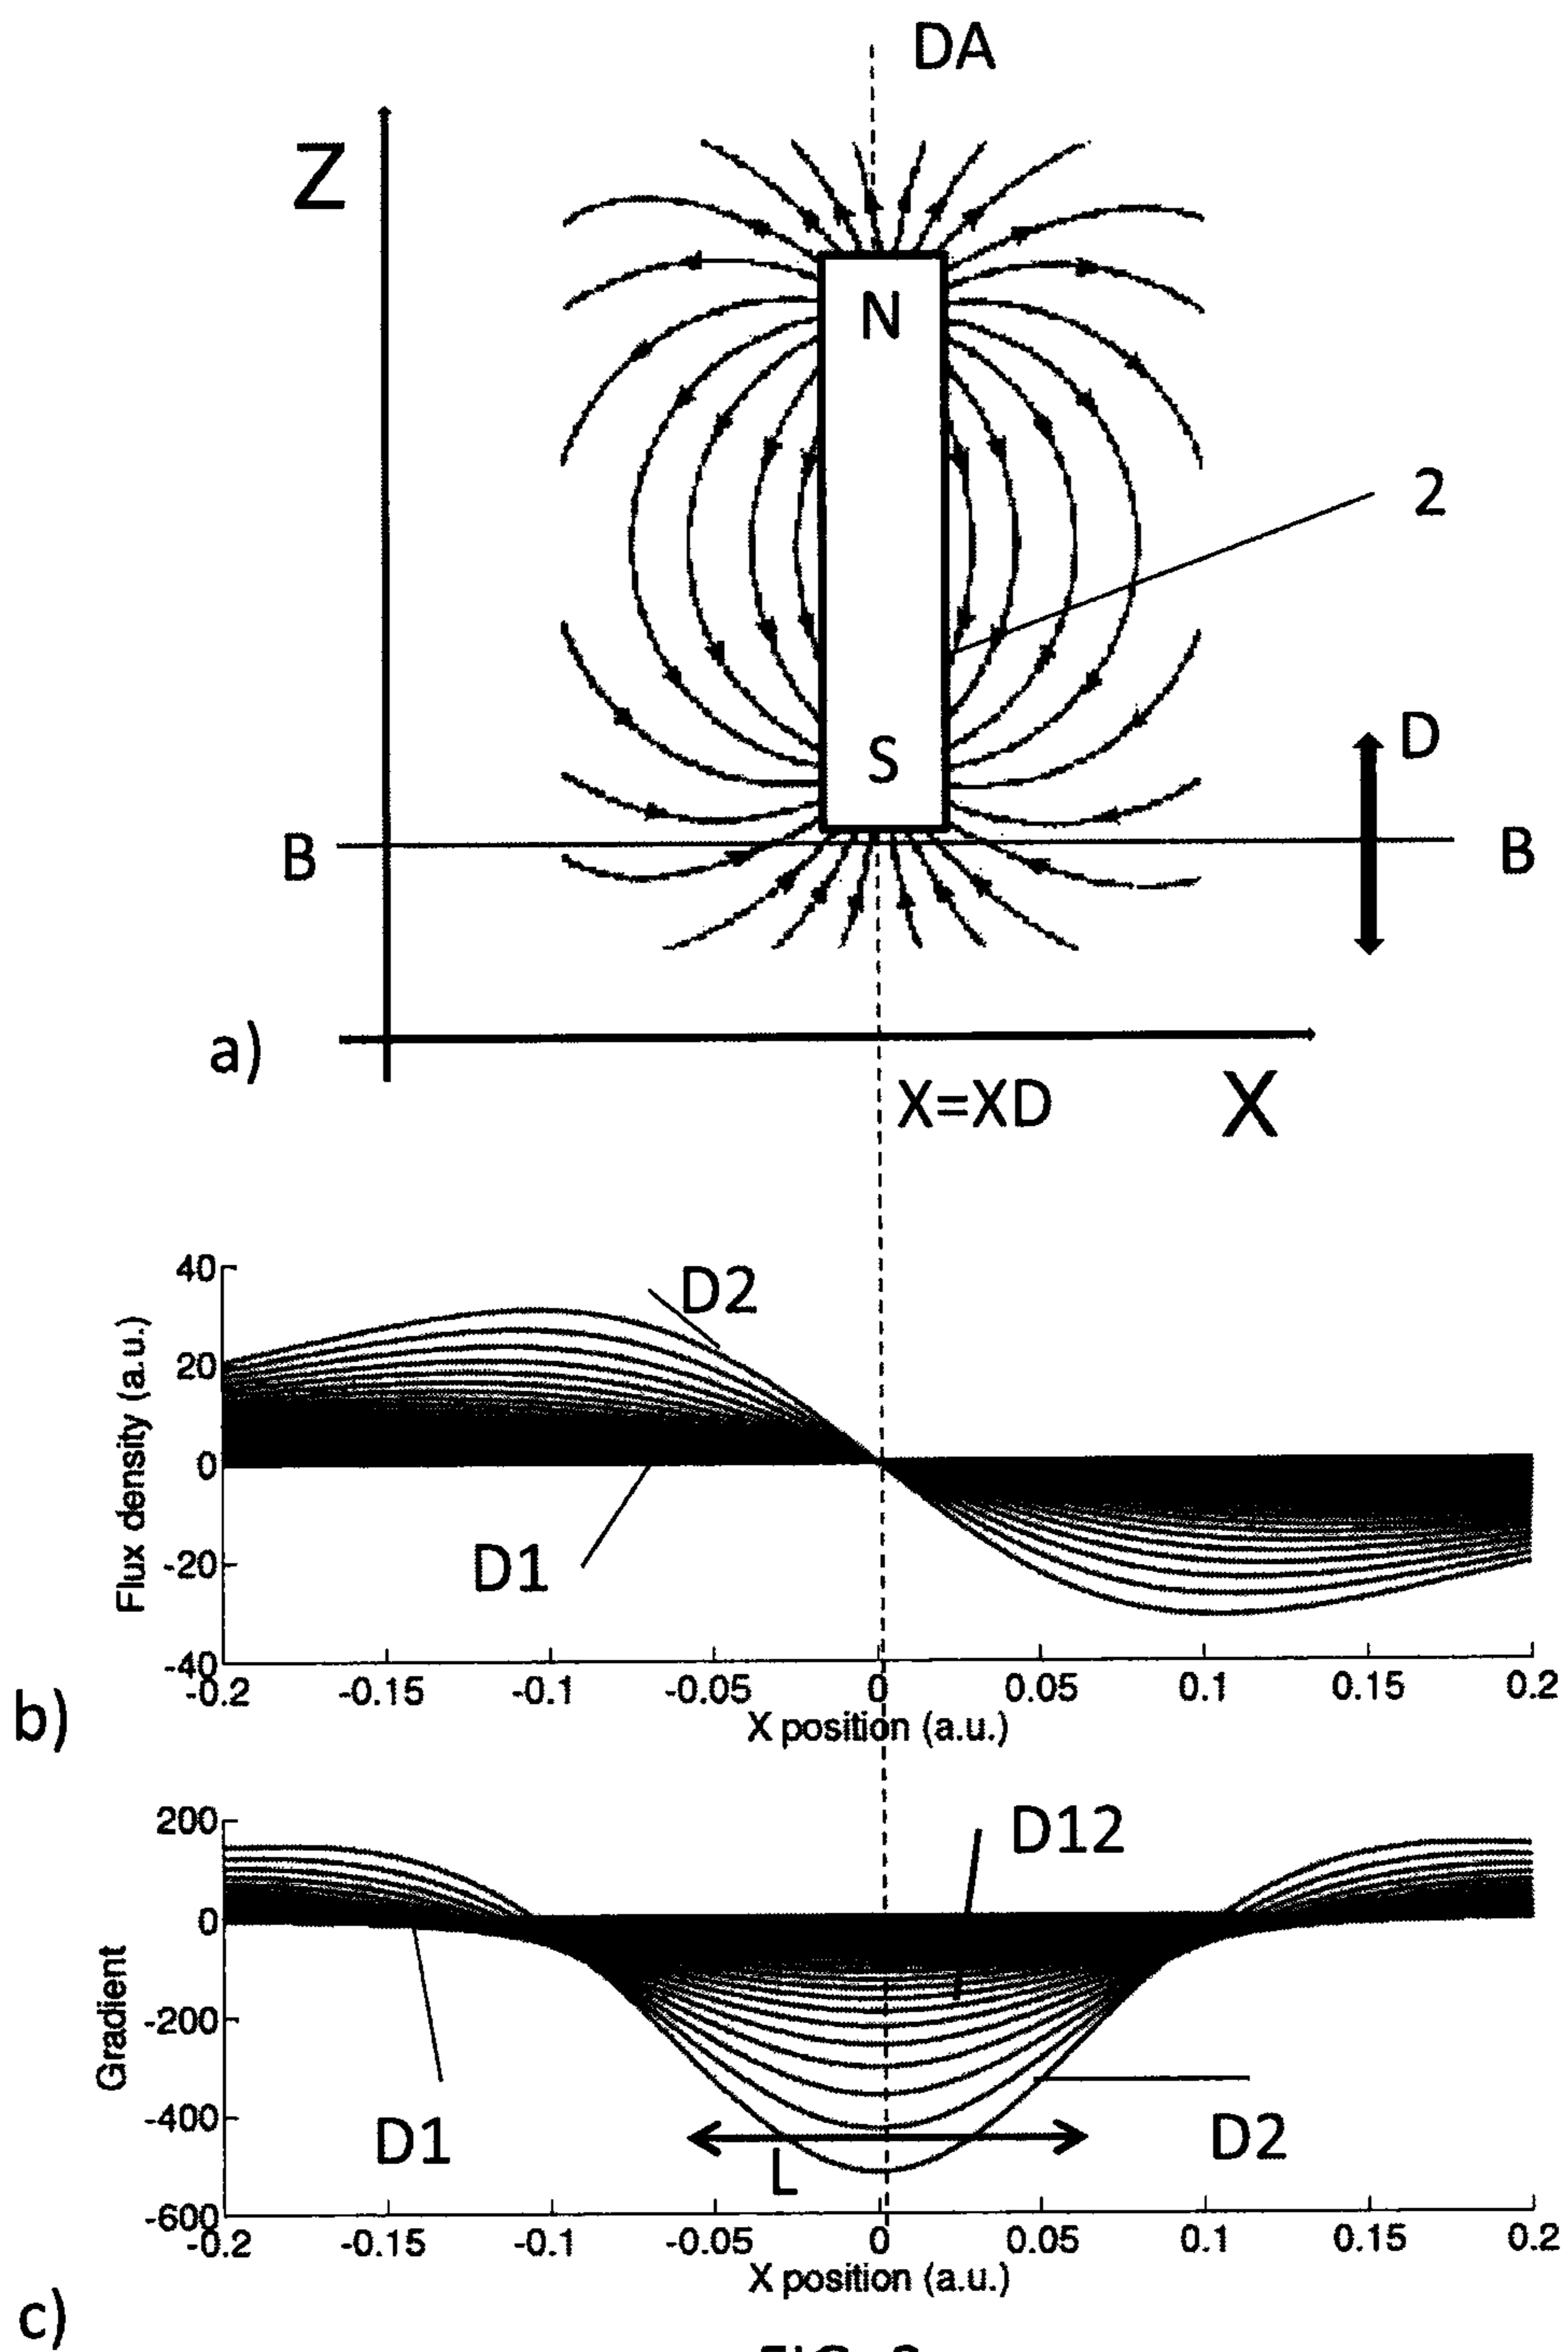 DA
Z
N
2
S
D
B
B
a)
X=XD
X
40
20
0
-20
-40
Flux density (a.u.)
D2
D1
-0.2
-0.15
-0.1
-0.05
0
0.05
0.1
0.15
0.2
X position (a.u.)
b)
200
0
-200
-400
-600
Gradient
D12
D1
D2
L
-0.2
-0.15
-0.1
-0.05
0
0.05
0.1
0.15
0.2
X position (a.u.)
c)